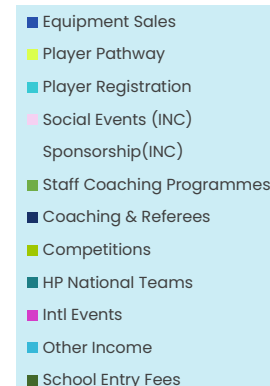 Equipment Sales
Player Pathway
Player Registration
Social Events (INC)
Sponsorship(INC)
Staff Coaching Programmes
Coaching & Referees
Competitions
HP National Teams
Intl Events
Other Income
School Entry Fees